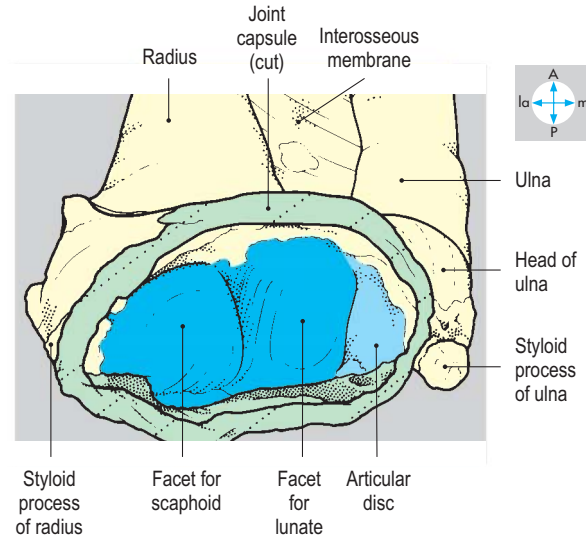 Joint
capsule
(cut)
Interosseous
membrane
Radius
A
la
m
P
Ulna
Head of
ulna
Styloid
process
of ulna
Styloid
process
of radius
Facet for
scaphoid
Facet
for
lunate
Articular
disc